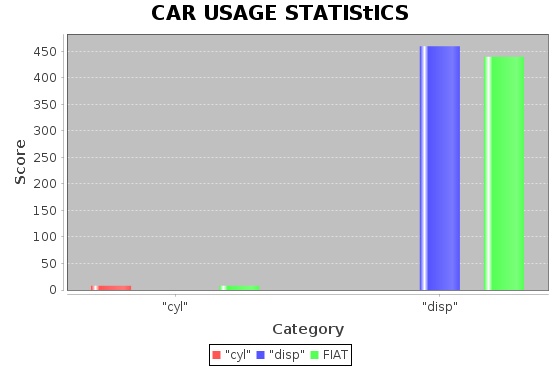 CAR USAGE STATIStICS
Score
450
400
350
300
250
200
150
100
50
0
"cyl" "disp"
Category
"cyl" "disp" FIAT